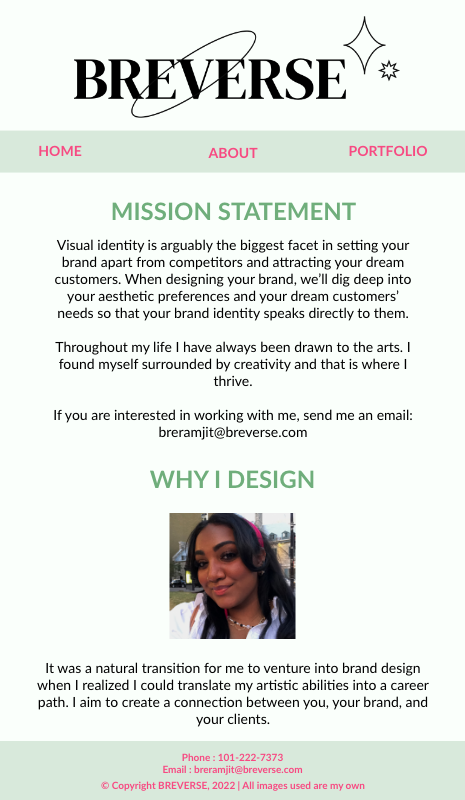 BREVERSE
HOME
ABOUT
PORTFOLIO
MISSION STATEMENT
Visual identity is arguably the biggest facet in setting your
brand apart from competitors and attracting your dream
customers. When designing your brand, we'll dig deep into
your aesthetic preferences and your dream customers'
needs so that your brand identity speaks directly to them.
Throughout my life I have always been drawn to the arts. I
found myself surrounded by creativity and that is where I
thrive.
If you are interested in working with me, send me an email:
breramjit@breverse.com
WHY I DESIGN
It was a natural transition for me to venture into brand design
when I realized I could translate my artistic abilities into a career
path. I aim to create a connection between you, your brand, and
your clients.
Phone : 101-222-7373
Email : breramjit@breverse.com
© Copyright BREVERSE, 2022 | All images used are my own